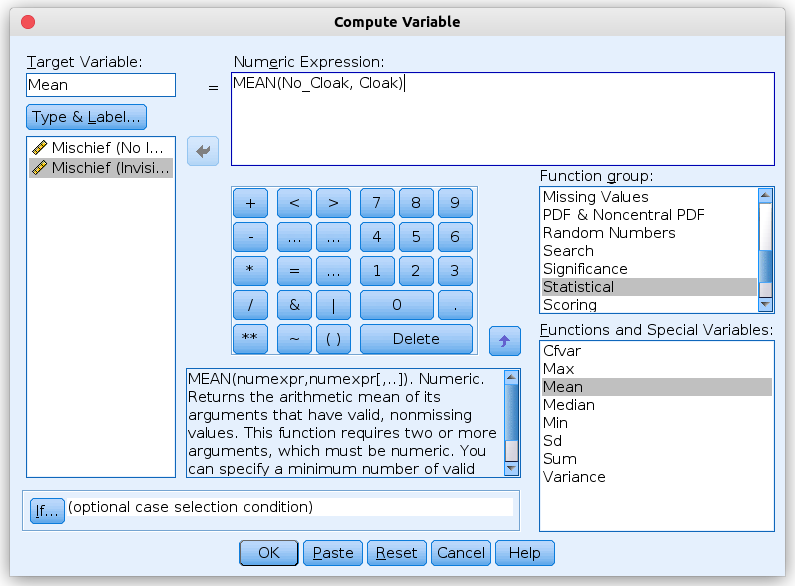 Compute Variable
Target Variable:
Mean
Type & Label...
=
Numeric Expression:
MEAN(No_Cloak, Cloak)
Mischief (No I...
Mischief (Invisi...
+ < > 7 8 9
- ... ... 4 5 6
* = ... 1 2 3
/ & | 0 .
** ~ ( ) Delete
MEAN(numexpr,numexpr[,..]). Numeric.
Returns the arithmetic mean of its
arguments that have valid, nonmissing
values. This function requires two or more
arguments, which must be numeric. You
can specify a minimum number of valid
Function group:
Missing Values
PDF & Noncentral PDF
Random Numbers
Search
Significance
Statistical
Scoring
Functions and Special Variables:
Cfvar
Max
Mean
Median
Min
Sd
Sum
Variance
If... (optional case selection condition)
OK Paste Reset Cancel Help